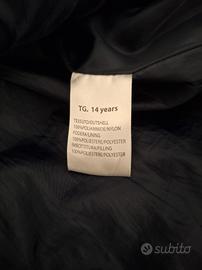 TG. 14 years
TESSUTO/OUTSHELL
100%POLIAMMIDE/NYLON
FODERA/LINING
100%POLIESTERE/POLYESTER
IMBOTTITURA/FILLING
100%POLIESTERE/POLYESTER
subito